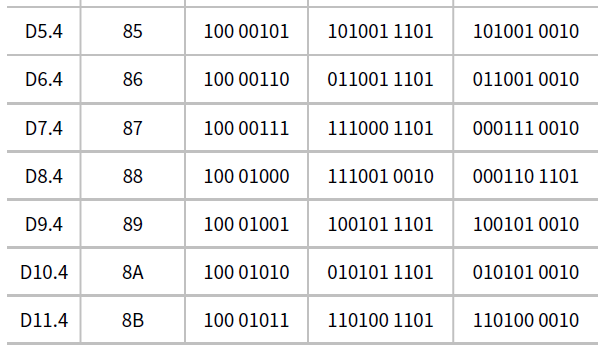 D5.4 85 100 00101 101001 1101 101001 0010
D6.4 86 100 00110 011001 1101 011001 0010
D7.4 87 100 00111 111000 1101 000111 0010
D8.4 88 100 01000 111001 0010 000110 1101
D9.4 89 100 01001 100101 1101 100101 0010
D10.4 8A 100 01010 010101 1101 010101 0010
D11.4 8B 100 01011 110100 1101 110100 0010